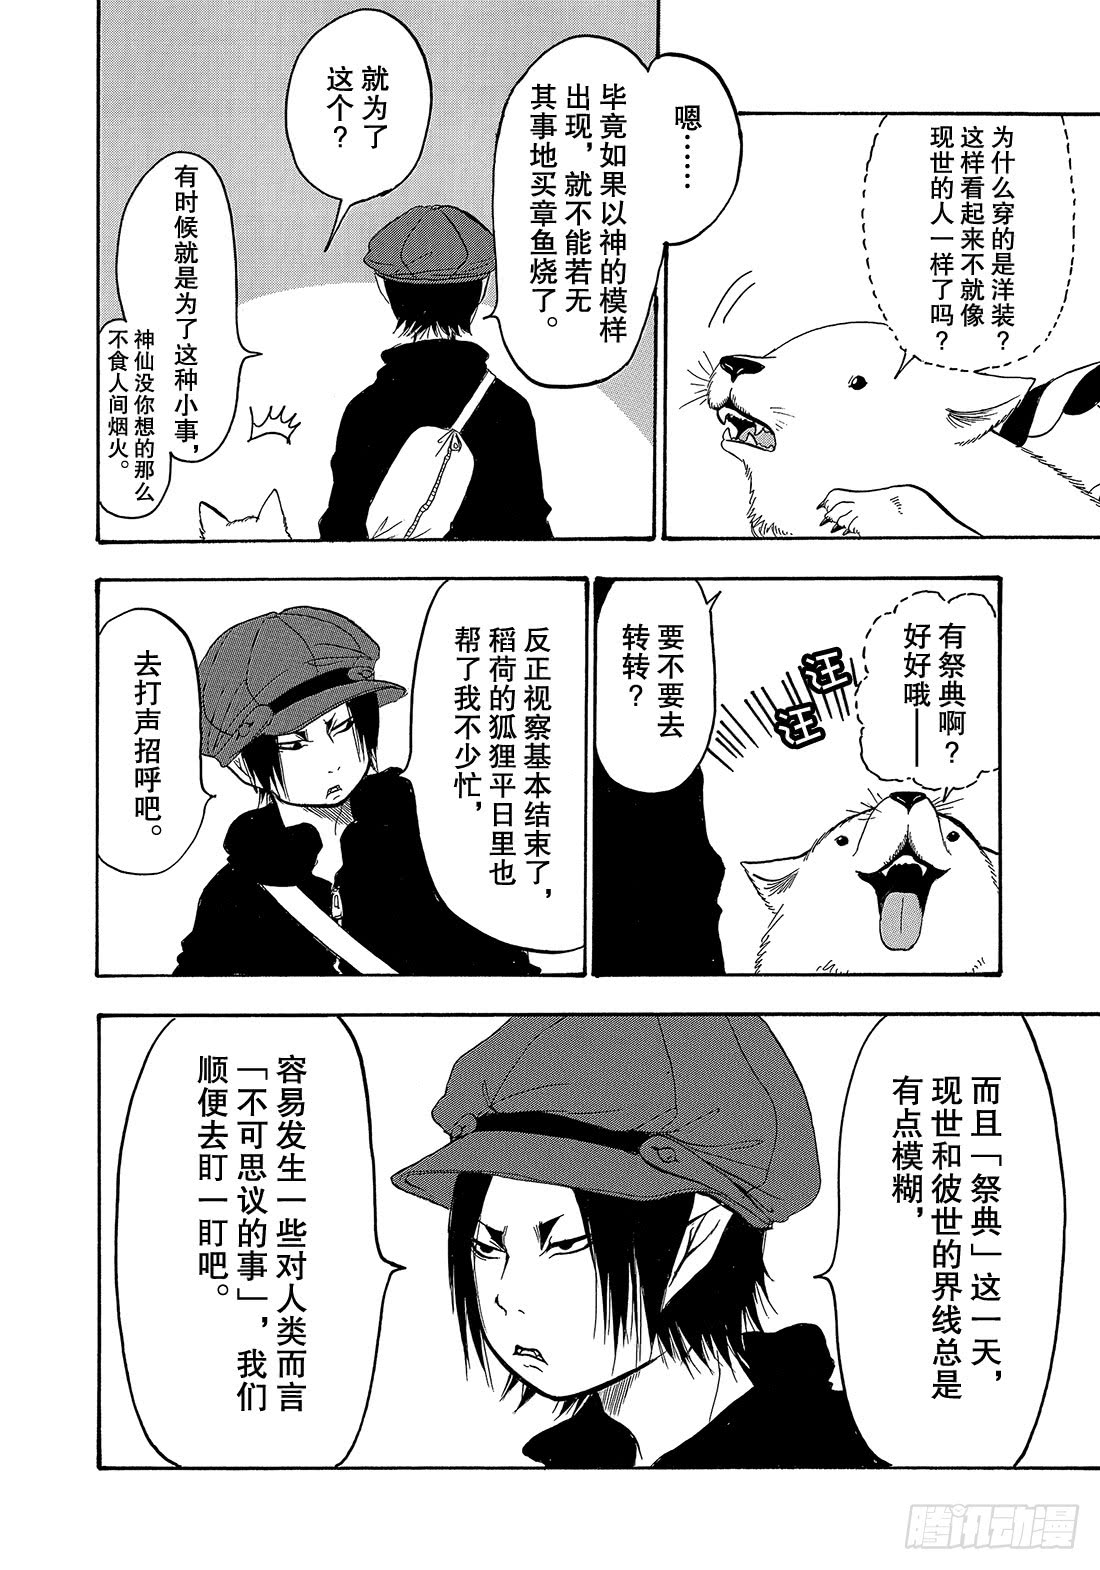 为什么穿的是洋装?
这样看起来不就像
现世的人一样了吗?
嗯……
毕竟如果以神的模样
出现,就不能若无
其事地买章鱼烧了。
就为了
这个?
有时候就是为了这种小事,
神仙没你想的那么
不食人间烟火。
有祭典啊?
好好哦——
汪
汪
要不要去
转转?
反正视察基本结束了,
稻荷的狐狸平日里也
帮了我不少忙,
去打声招呼吧。
而且「祭典」这一天,
现世和彼世的界线总是
有点模糊,
容易发生一些对人类而言
「不可思议的事」,我们
顺便去盯一盯吧。
腾讯动漫